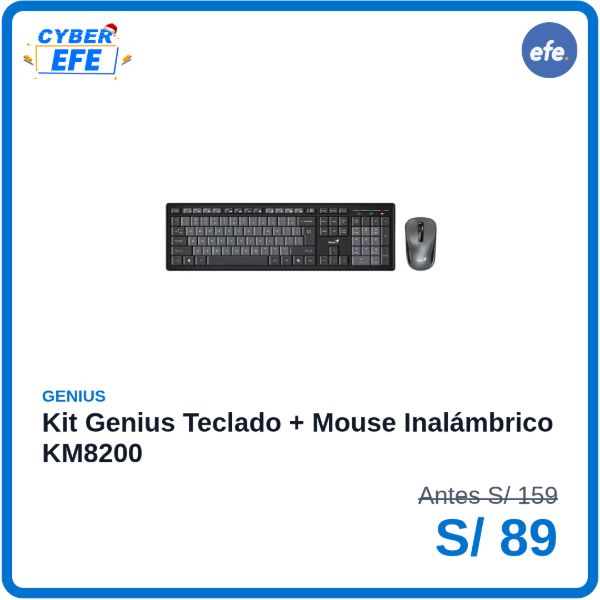 CYBER
EFE
efe.
GENIUS
Kit Genius Teclado + Mouse Inalámbrico
KM8200
Antes S/ 159
S/ 89